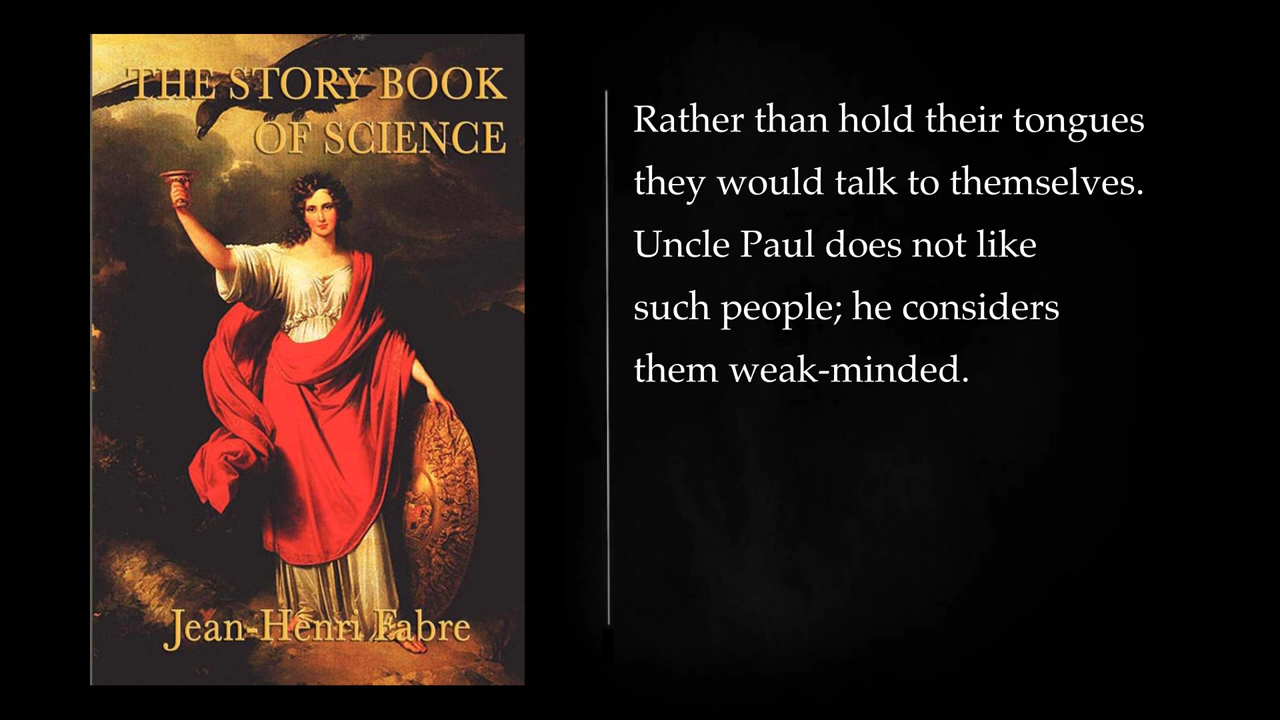 THE STORY BOOK
OF SCIENCE
Jean-Henri Fabre
Rather than hold their tongues
they would talk to themselves.
Uncle Paul does not like
such people; he considers
them weak-minded.